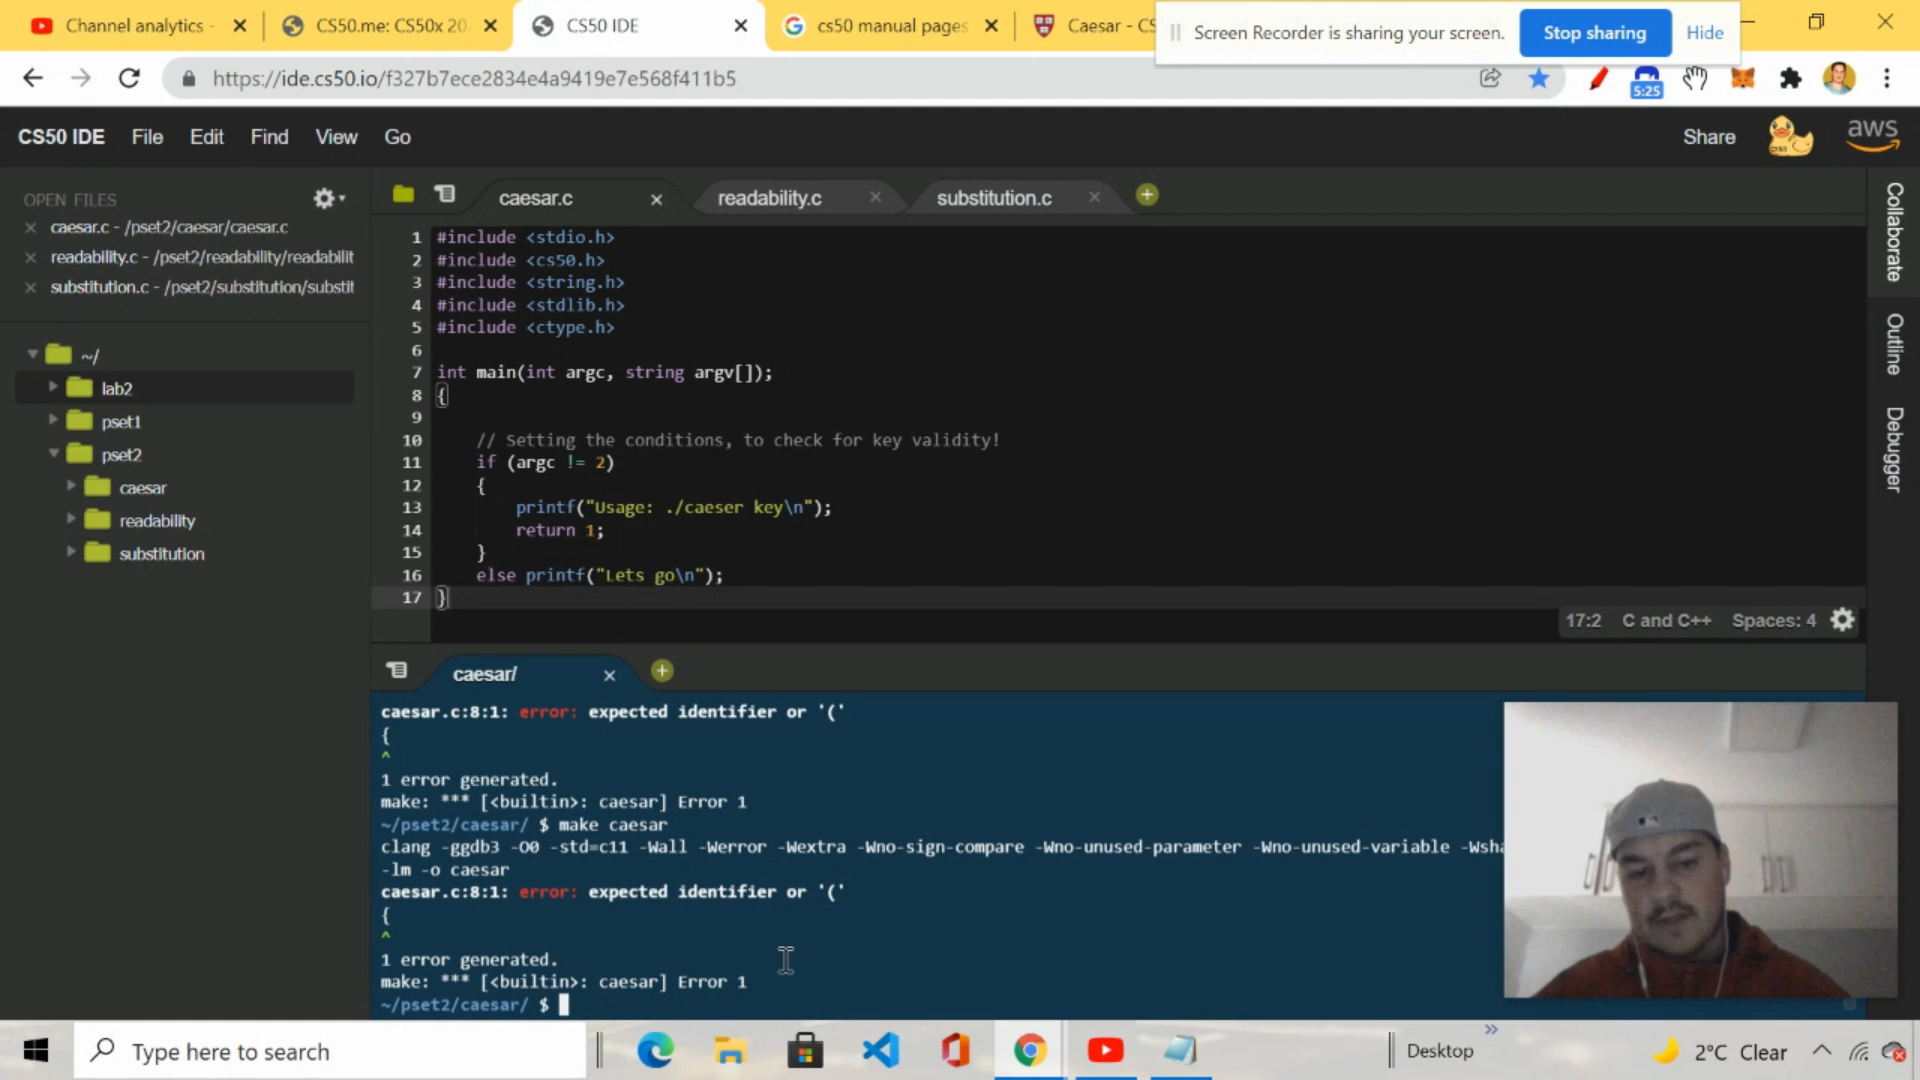 Channel analytics -
CS50.me: CS50x 20
CS50 IDE
cs50 manual pages
Caesar - CS
Screen Recorder is sharing your screen.
Stop sharing
Hide
https://ide.cs50.io/f327b7ece2834e4a9419e7e568f411b5
5:25
CS50 IDE File Edit Find View Go
Share
aws
OPEN FILES
caesar.c - /pset2/caesar/caesar.c
readability.c - /pset2/readability/readabilit
substitution.c - /pset2/substitution/substit
~/
lab2
pset1
pset2
caesar
readability
substitution
caesar.c
readability.c
substitution.c
1 #include <stdio.h>
2 #include <cs50.h>
3 #include <string.h>
4 #include <stdlib.h>
5 #include <ctype.h>
6
7 int main(int argc, string argv[]);
8 {
9
10 // Setting the conditions, to check for key validity!
11 if (argc != 2)
12 {
13 printf("Usage: ./caeser key\n");
14 return 1;
15 }
16 else printf("Lets go\n");
17 }
17:2 C and C++ Spaces: 4
Collaborate
Outline
Debugger
caesar/
caesar.c:8:1: error: expected identifier or '('
{
^
1 error generated.
make: *** [<builtin>: caesar] Error 1
~/pset2/caesar/ $ make caesar
clang -ggdb3 -O0 -std=c11 -Wall -Werror -Wextra -Wno-sign-compare -Wno-unused-parameter -Wno-unused-variable -Wsha
-lm -o caesar
caesar.c:8:1: error: expected identifier or '('
{
^
1 error generated.
make: *** [<builtin>: caesar] Error 1
~/pset2/caesar/ $
Type here to search
Desktop
2°C Clear